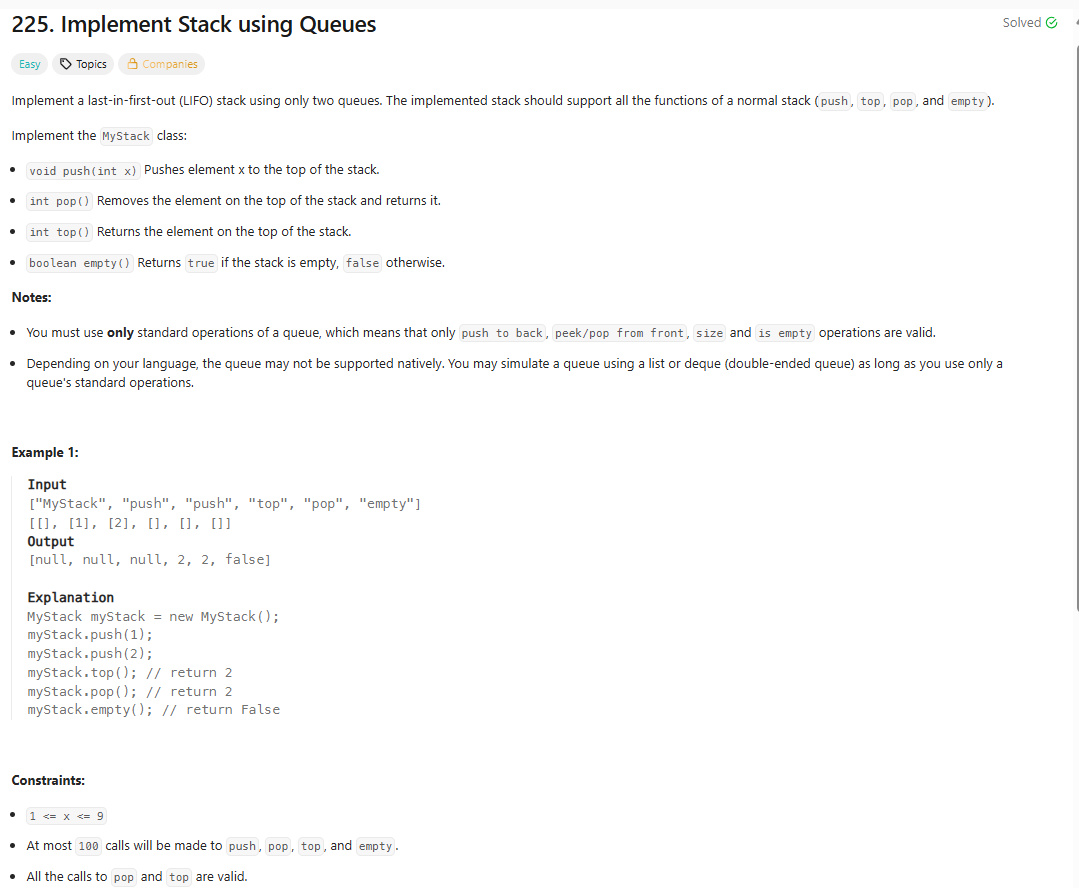 225. Implement Stack using Queues
Solved
Easy Topics Companies
Implement a last-in-first-out (LIFO) stack using only two queues. The implemented stack should support all the functions of a normal stack (push, top, pop, and empty).
Implement the MyStack class:
• void push(int x) Pushes element x to the top of the stack.
• int pop() Removes the element on the top of the stack and returns it.
• int top() Returns the element on the top of the stack.
• boolean empty() Returns true if the stack is empty, false otherwise.
Notes:
• You must use only standard operations of a queue, which means that only push to back, peek/pop from front, size and is empty operations are valid.
• Depending on your language, the queue may not be supported natively. You may simulate a queue using a list or deque (double-ended queue) as long as you use only a
queue's standard operations.
Example 1:
Input
["MyStack", "push", "push", "top", "pop", "empty"]
[[], [1], [2], [], [], []]
Output
[null, null, null, 2, 2, false]
Explanation
MyStack myStack = new MyStack();
myStack.push(1);
myStack.push(2);
myStack.top(); // return 2
myStack.pop(); // return 2
myStack.empty(); // return False
Constraints:
• 1 <= x <= 9
• At most 100 calls will be made to push, pop, top, and empty.
• All the calls to pop and top are valid.